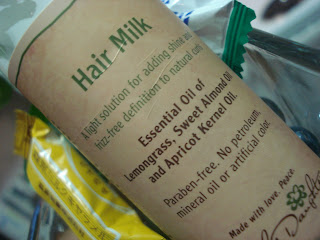 Hair Milk
A light solution for adding shine and
frizz-free definition to natural curls
Essential Oil of
Lemongrass, Sweet Almond Oil
and Apricot Kernel Oil.
Paraben-free. No petroleum,
mineral oil or artificial color.
Made with love. Peace.